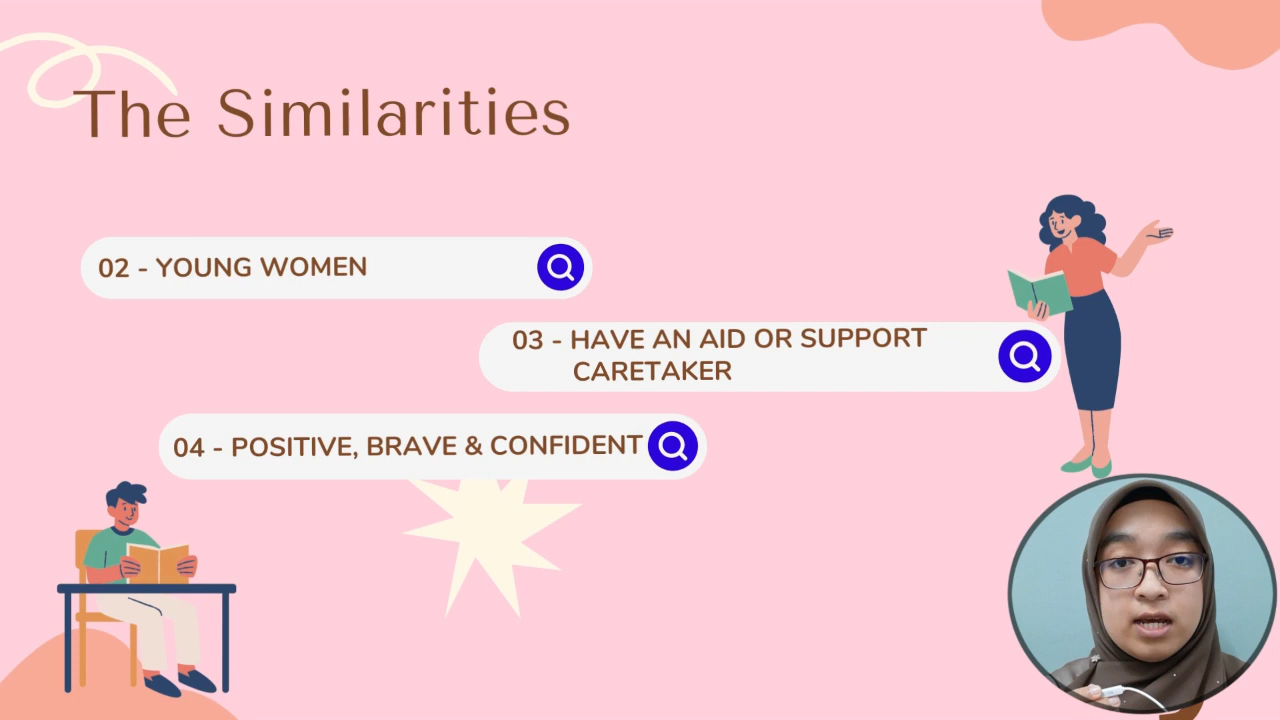 The Similarities
02 - YOUNG WOMEN
03 - HAVE AN AID OR SUPPORT
CARETAKER
04 - POSITIVE, BRAVE & CONFIDENT